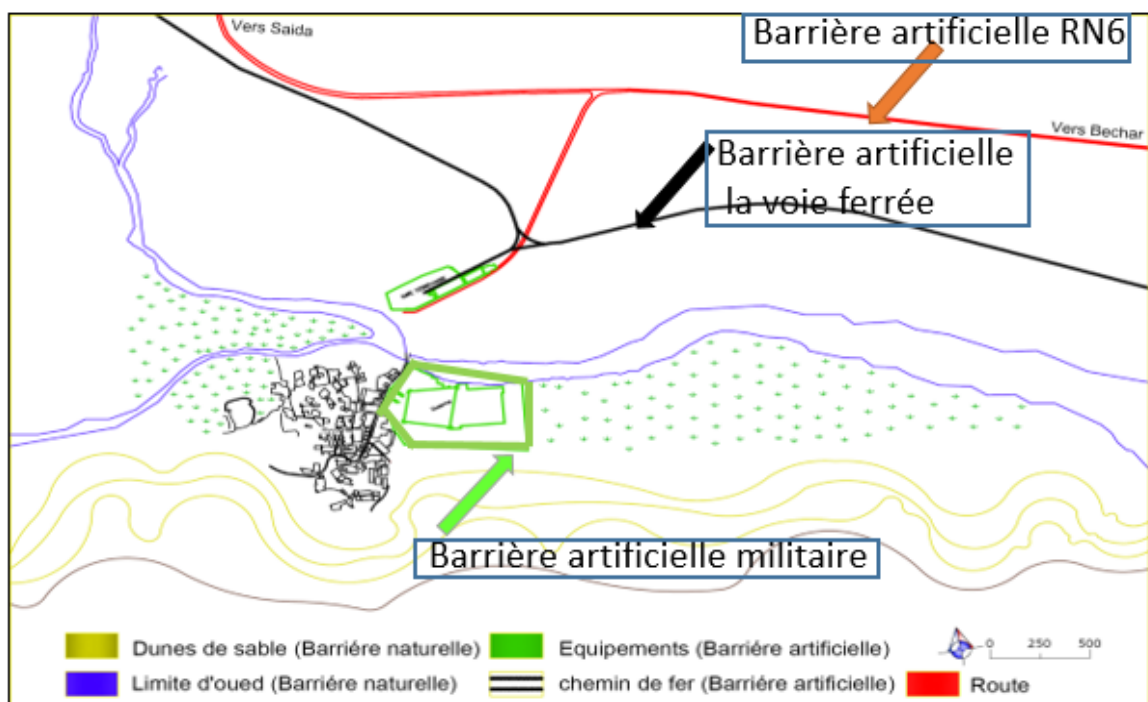 Vers Saida
Barrière artificielle RN6
Vers Bechar
Barrière artificielle
la voie ferrée
Barrière artificielle militaire
Dunes de sable (Barriére naturelle)
Equipements (Barriére artificielle)
0 250 500
Limite d'oued (Barriére naturelle)
chemin de fer (Barriére artificielle)
Route